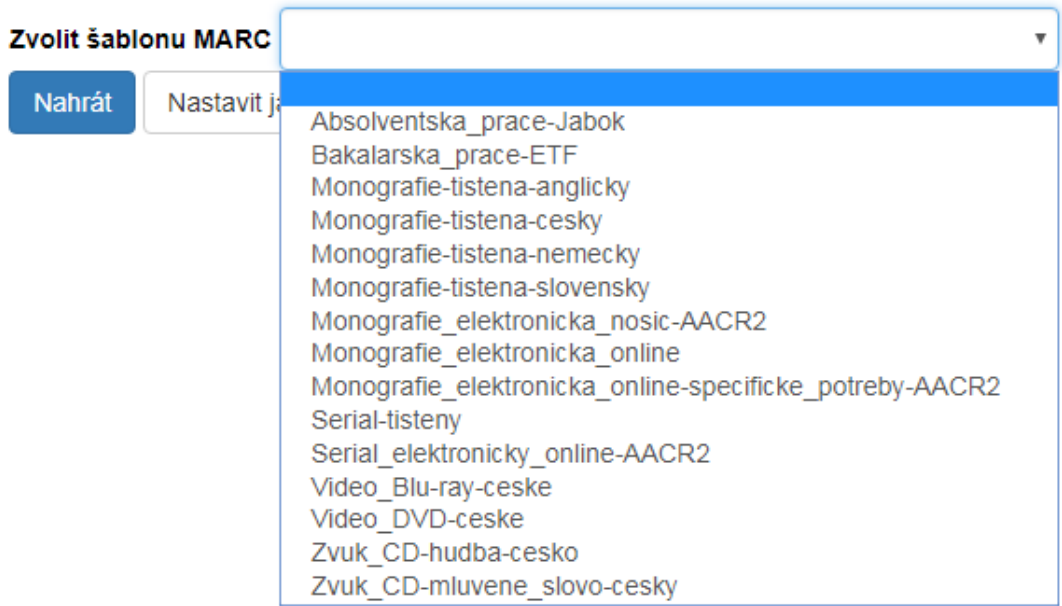 Zvolit šablonu MARC
Nahrát
Nastavit
Absolventska_prace-Jabok
Bakalarska_prace-ETF
Monografie-tistena-anglicky
Monografie-tistena-cesky
Monografie-tistena-nemecky
Monografie-tistena-slovensky
Monografie_elektronicka_nosic-AACR2
Monografie_elektronicka_online
Monografie_elektronicka_online-specificke_potreby-AACR2
Serial-tisteny
Serial_elektronicky_online-AACR2
Video_Blu-ray-ceske
Video_DVD-ceske
Zvuk_CD-hudba-cesko
Zvuk_CD-mluvene_slovo-cesky